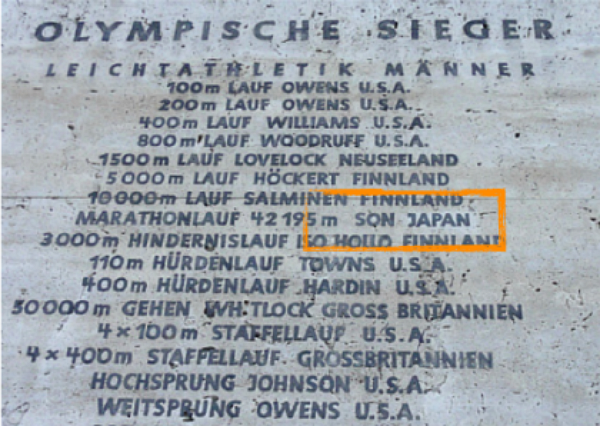 OLYMPISCHE SIEGER
LEICHTATHLETIK MÄNNER
100m LAUF OWENS U.S.A.
200m LAUF OWENS U.S.A.
400m LAUF WILLIAMS U.S.A.
800m LAUF WOODRUFF U.S.A.
1500m LAUF LOVELOCK NEUSEELAND
5000m LAUF HÖCKERT FINNLAND
10000m LAUF SALMINEN FINNLAND
MARATHONLAUF 42195m SON JAPAN
3000m HINDERNISLAUF ISO HOLLO FINNLAND
110m HÜRDENLAUF TOWNS U.S.A.
400m HÜRDENLAUF HARDIN U.S.A.
50000m GEHEN WHITLOCK GROSS BRITANNIEN
4×100m STAFFELLAUF U.S.A.
4×400m STAFFELLAUF GROSSBRITANNIEN
HOCHSPRUNG JOHNSON U.S.A.
WEITSPRUNG OWENS U.S.A.